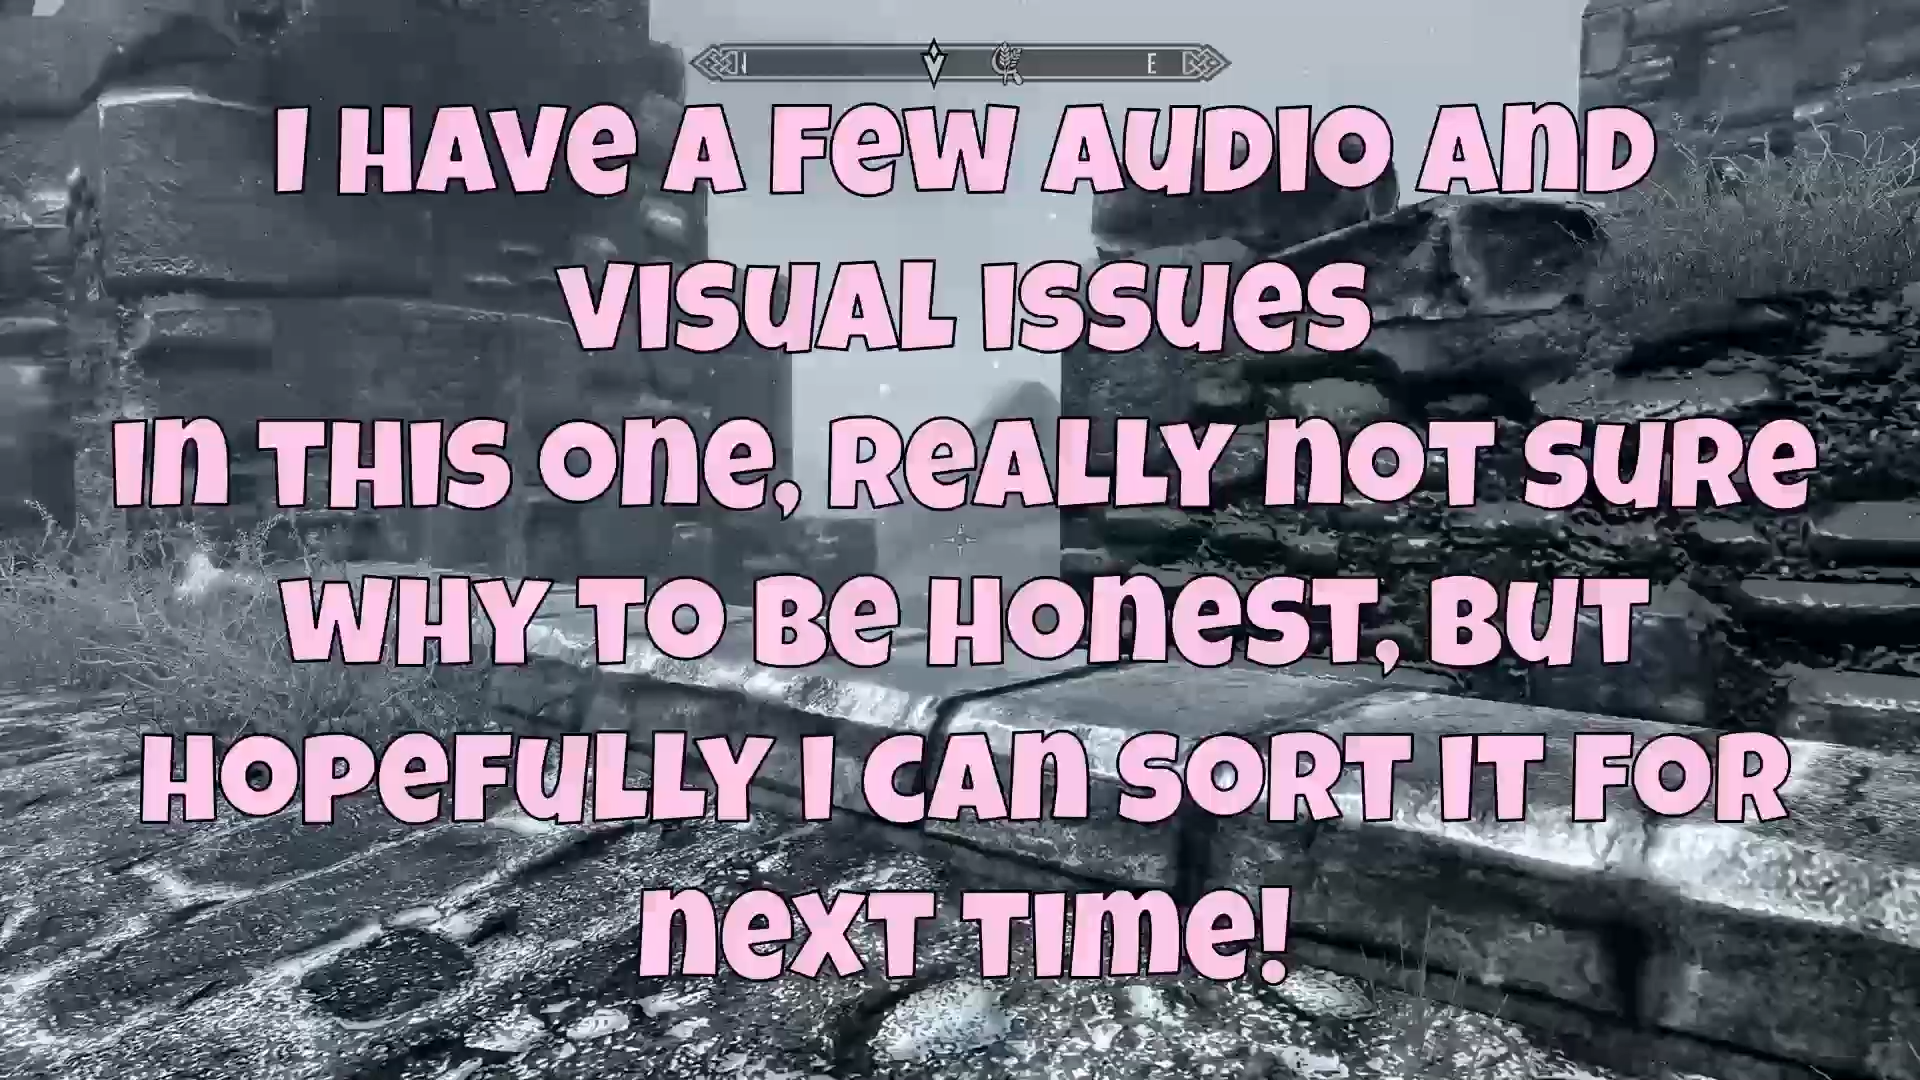 N E
I HAVE A FEW AUDIO AND
VISUAL ISSUES
IN THIS ONE, REALLY NOT SURE
WHY TO BE HONEST, BUT
HOPEFULLY I CAN SORT IT FOR
NEXT TIME!